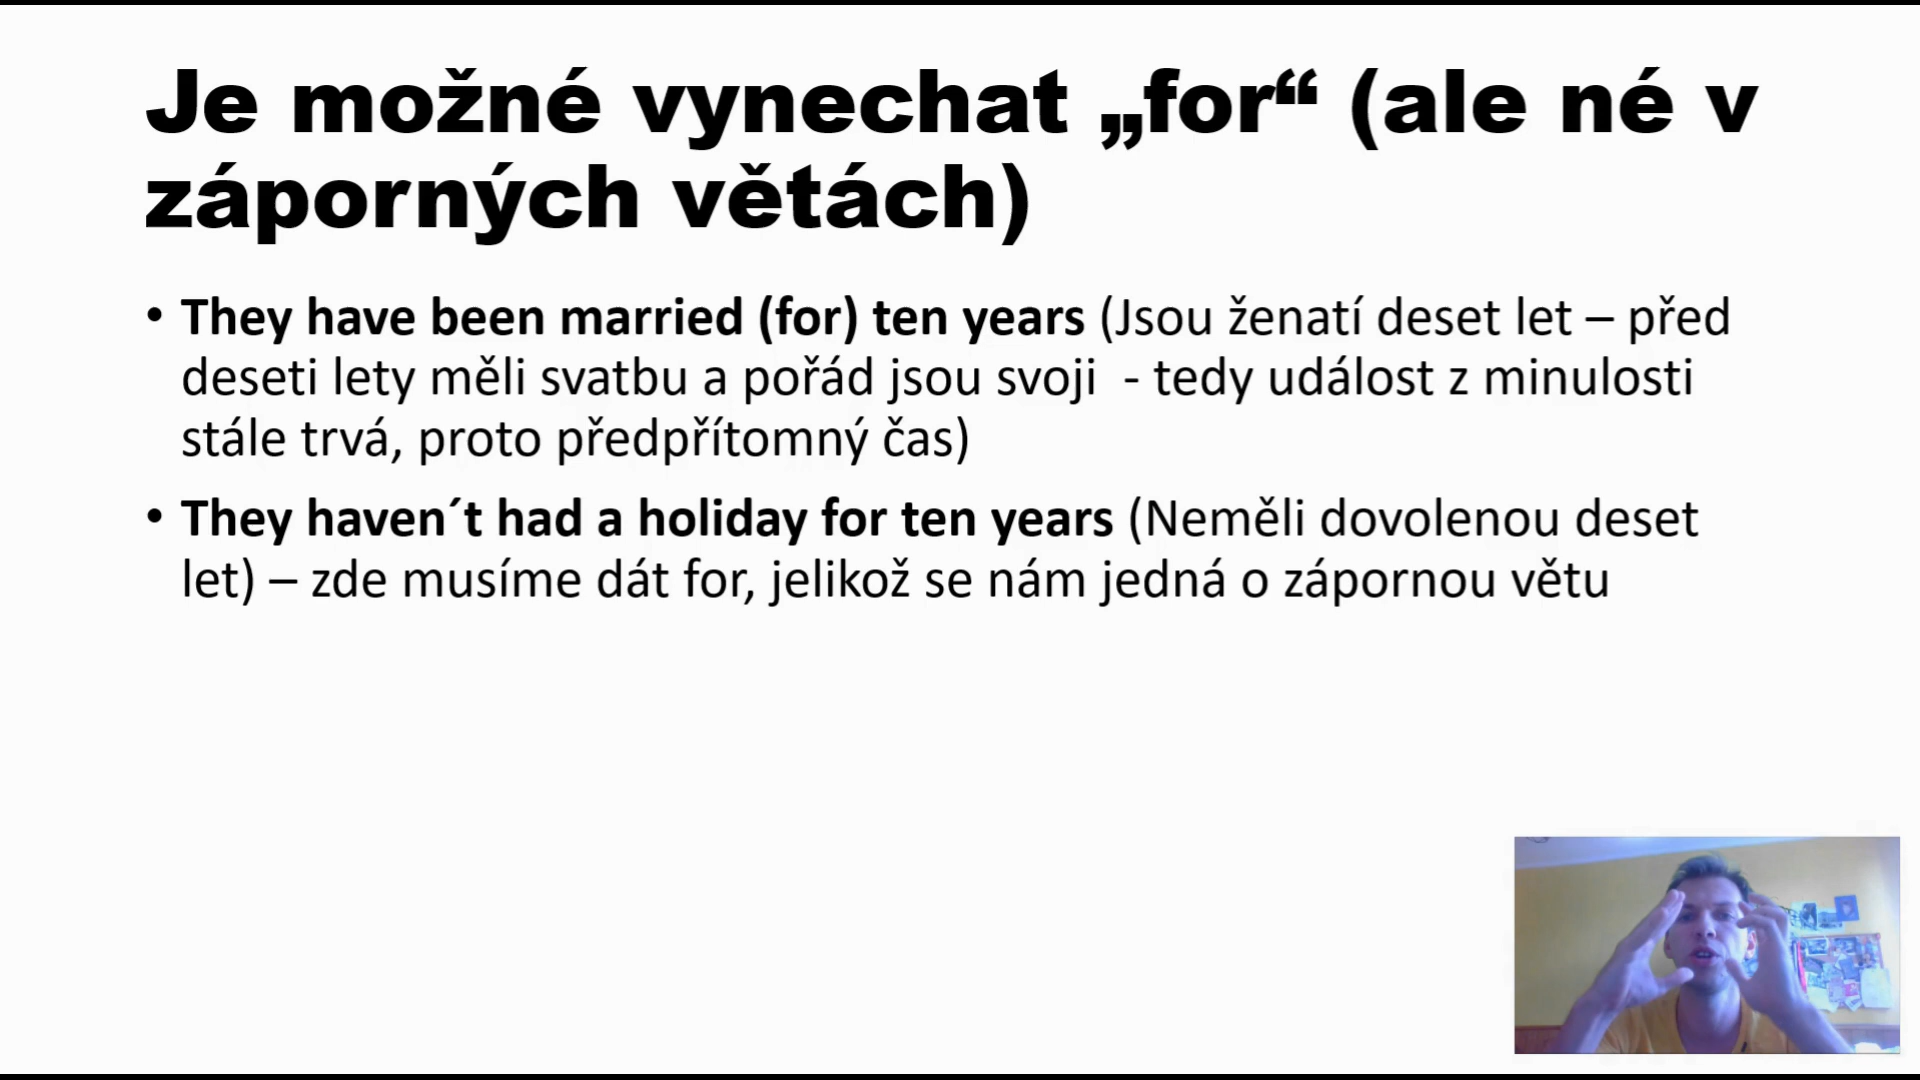 Je možné vynechat „for“ (ale né v
záporných větách)
• They have been married (for) ten years (Jsou ženatí deset let – před
deseti lety měli svatbu a pořád jsou svoji  - tedy událost z minulosti
stále trvá, proto předpřítomný čas)
• They haven´t had a holiday for ten years (Neměli dovolenou deset
let) – zde musíme dát for, jelikož se nám jedná o zápornou větu